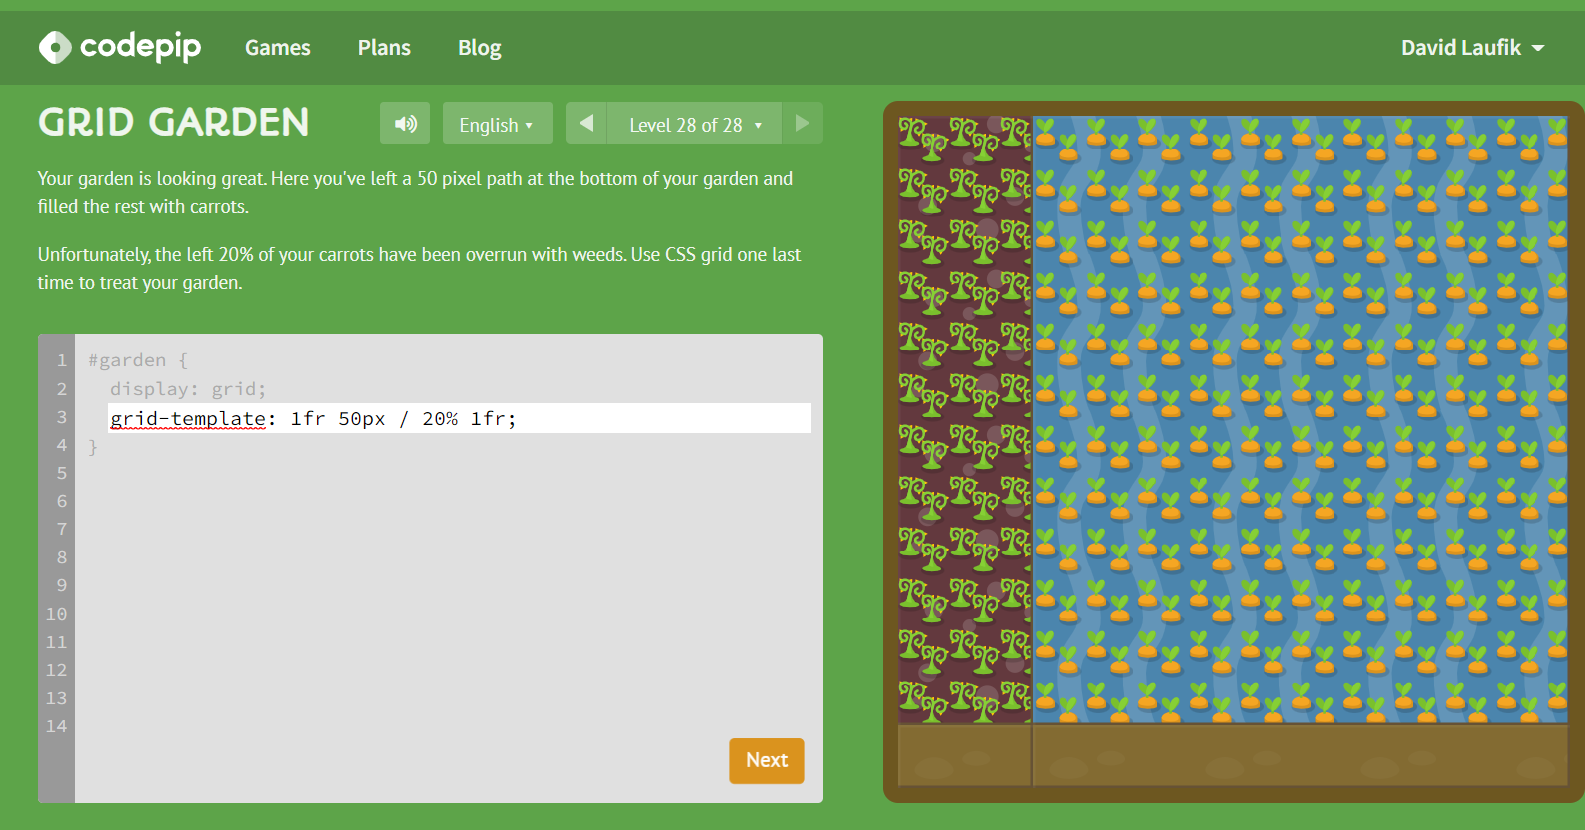 codepip Games Plans Blog David Laufik
GRID GARDEN English Level 28 of 28
Your garden is looking great. Here you've left a 50 pixel path at the bottom of your garden and
filled the rest with carrots.
Unfortunately, the left 20% of your carrots have been overrun with weeds. Use CSS grid one last
time to treat your garden.
1 #garden {
2 display: grid;
3 grid-template: 1fr 50px / 20% 1fr;
4 }
5
6
7
8
9
10
11
12
13
14
Next